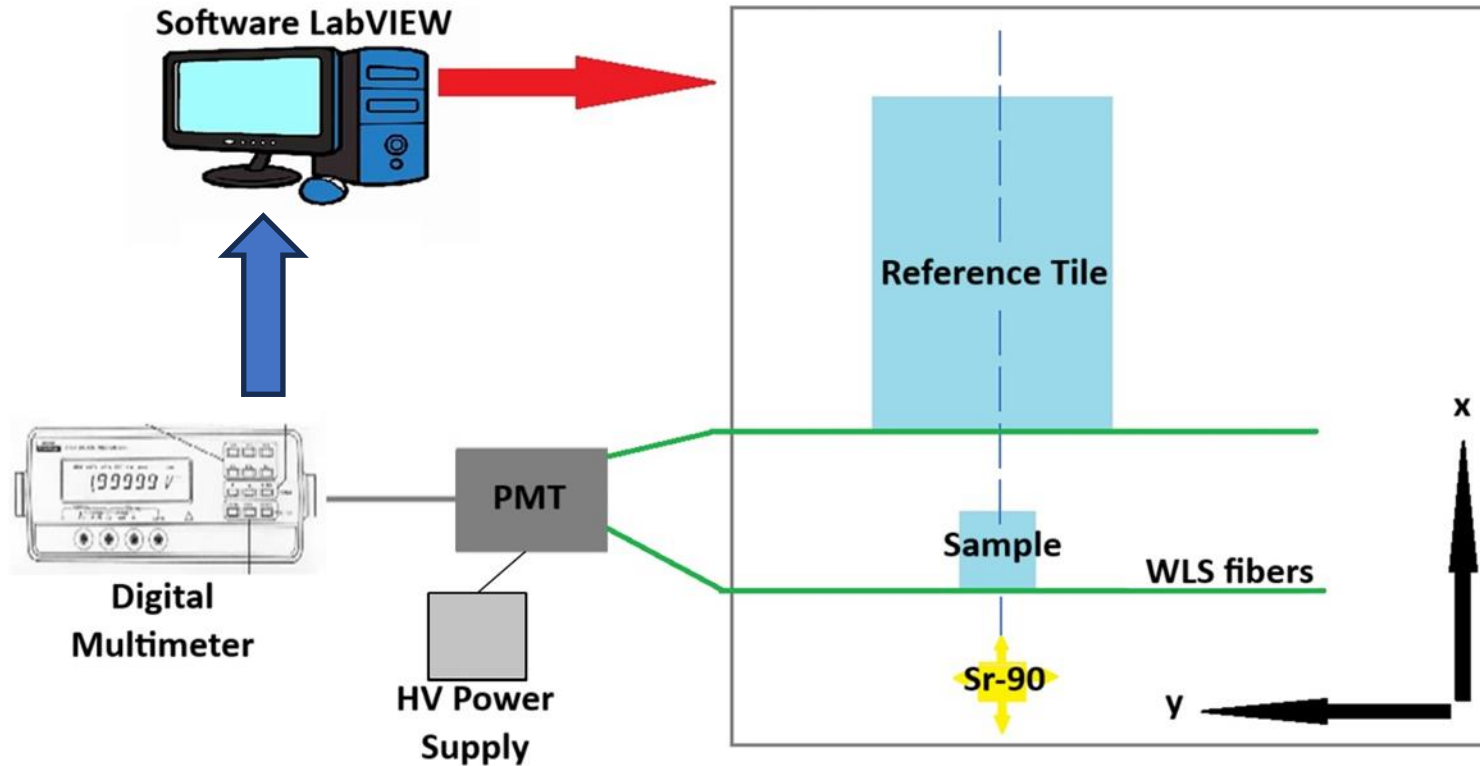 Software LabVIEW
Reference Tile
x
PMT
Sample
WLS fibers
Digital
Multimeter
Sr-90
y
HV Power
Supply